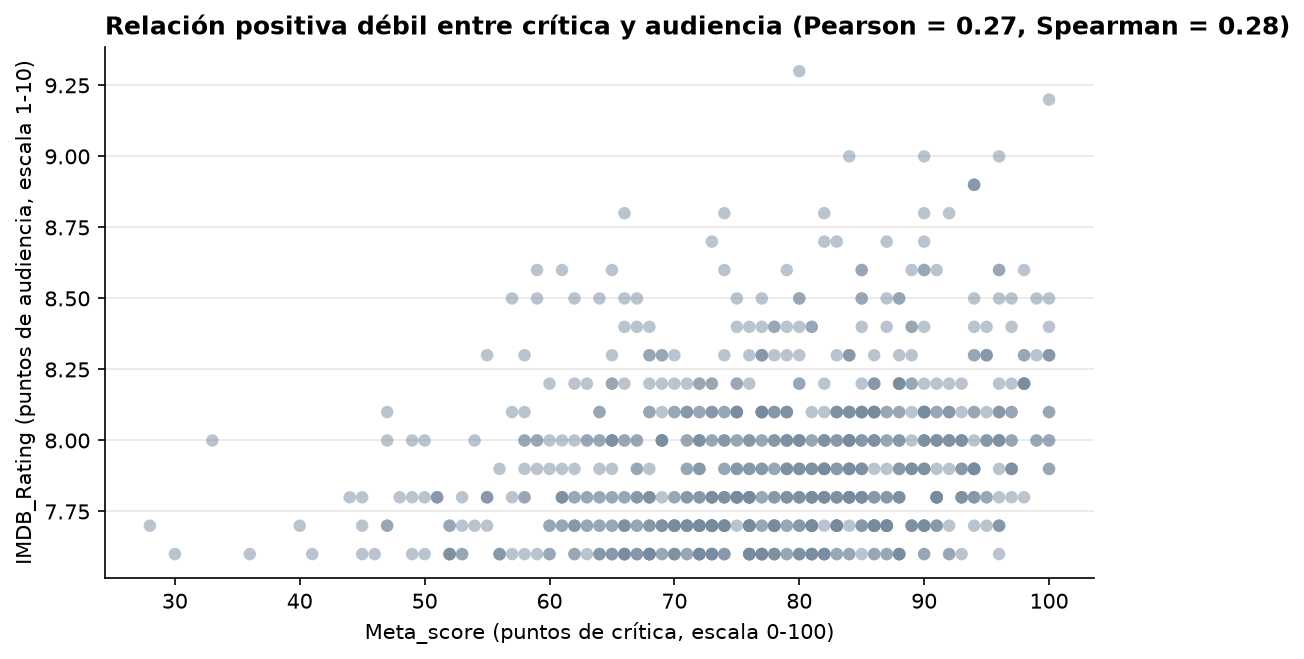 Relación positiva débil entre crítica y audiencia (Pearson = 0.27, Spearman = 0.28)
IMDB_Rating (puntos de audiencia, escala 1-10)
9.25
9.00
8.75
8.50
8.25
8.00
7.75
30 40 50 60 70 80 90 100
Meta_score (puntos de crítica, escala 0-100)